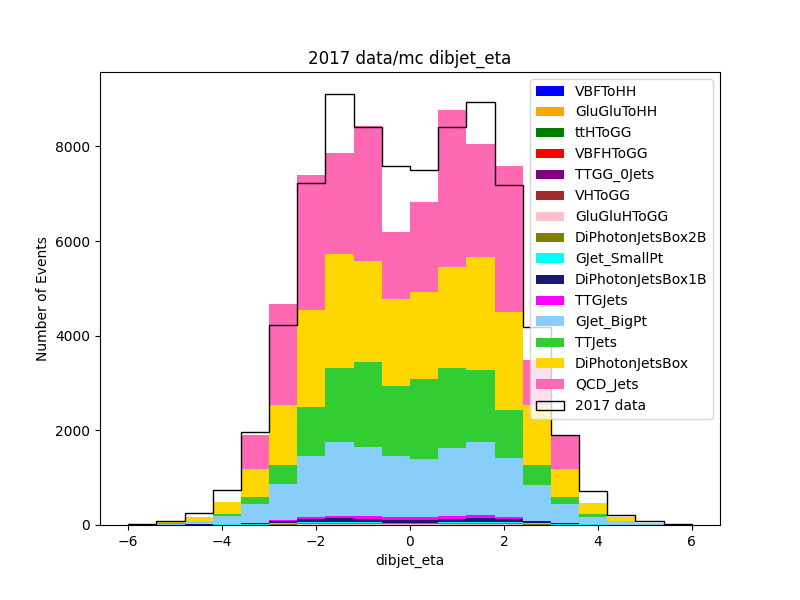 2017 data/mc dibjet_eta
Number of Events
8000
6000
4000
2000
0
−6
−4
−2
0
2
4
6
dibjet_eta
VBFToHH
GluGluToHH
ttHToGG
VBFHToGG
TTGG_0Jets
VHToGG
GluGluHToGG
DiPhotonJetsBox2B
GJet_SmallPt
DiPhotonJetsBox1B
TTGJets
GJet_BigPt
TTJets
DiPhotonJetsBox
QCD_Jets
2017 data